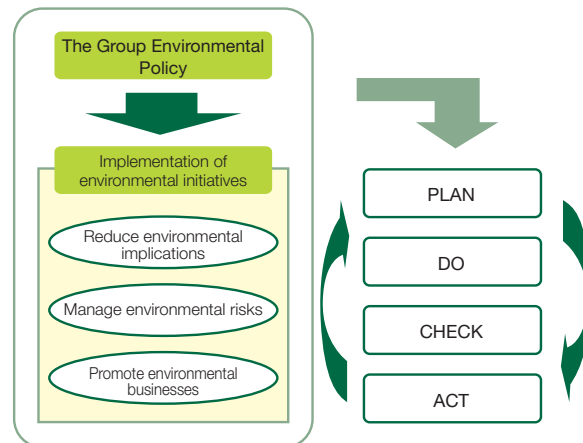 The Group Environmental
Policy
Implementation of
environmental initiatives
Reduce environmental
implications
Manage environmental risks
Promote environmental
businesses
PLAN
DO
CHECK
ACT